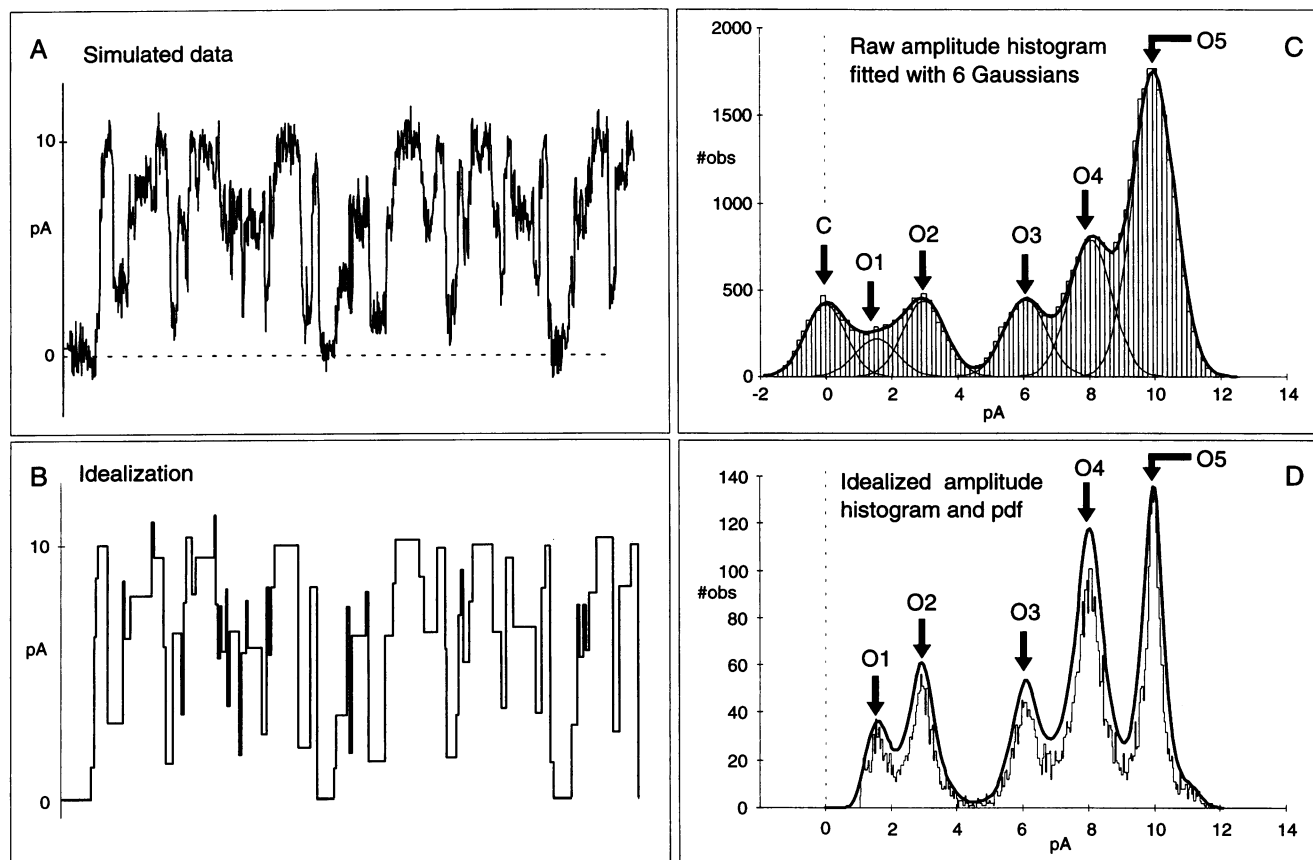 A
Simulated data
10
pA
0
B
Idealization
10
pA
0
C
Raw amplitude histogram
fitted with 6 Gaussians
2000
1500
#obs
1000
500
0
C
O1
O2
O3
O4
O5
-2
0
2
4
6
8
10
12
14
pA
D
Idealized amplitude
histogram and pdf
140
120
100
#obs
80
60
40
20
0
O1
O2
O3
O4
O5
0
2
4
6
8
10
12
14
pA